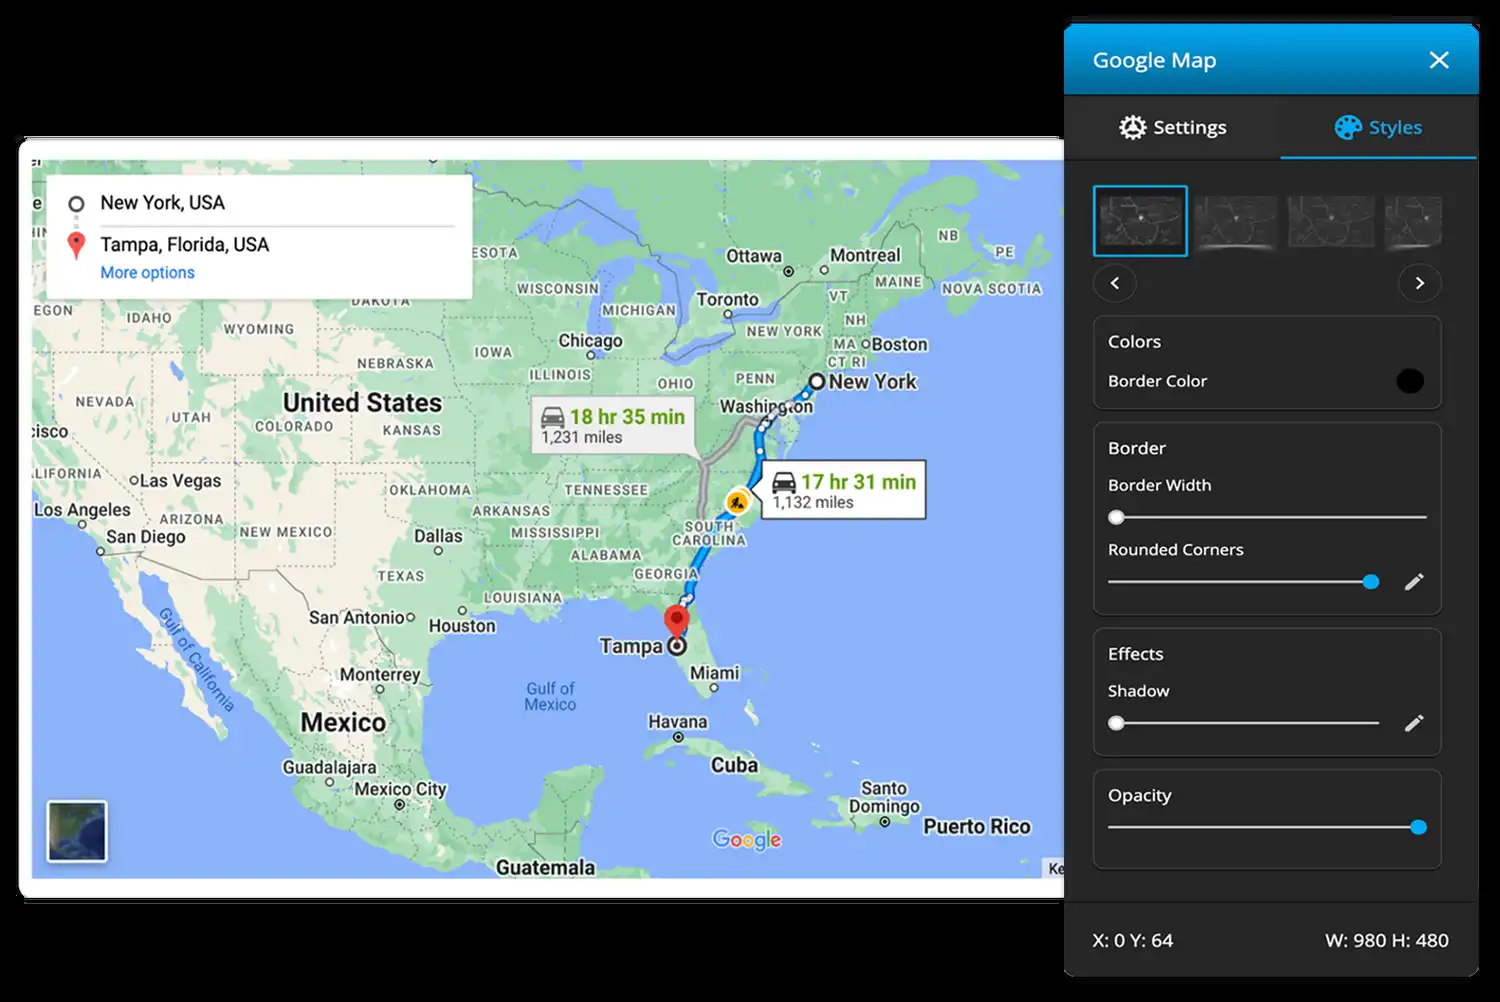 Google Map
Settings
Styles
New York, USA
Tampa, Florida, USA
More options
NB
PE
ESOTA
Ottawa
Montreal
WISCONSIN
MAINE
NOVA SCOTIA
DAKOTA
Toronto
VT
MICHIGAN
EGON
IDAHO
WYOMING
NEW YORK
NH
Chicago
MA
Boston
IOWA
NEBRASKA
CT RI
ILLINOIS
OHIO
PENN
New York
NEVADA
United States
Washington
UTAH
COLORADO
KANSAS
18 hr 35 min
1,231 miles
cisco
LIFORNIA
Las Vegas
17 hr 31 min
1,132 miles
OKLAHOMA
TENNESSEE
Los Angeles
ARKANSAS
ARIZONA
NEW MEXICO
SOUTH
CAROLINA
San Diego
Dallas
MISSISSIPPI
ALABAMA
TEXAS
GEORGIA
LOUISIANA
San Antonio
Houston
Gulf of California
Tampa
Monterrey
Miami
Gulf of
Mexico
Mexico
Havana
Cuba
Guadalajara
Mexico City
Santo
Domingo
Puerto Rico
Google
Guatemala
Ke
Colors
Border Color
Border
Border Width
Rounded Corners
Effects
Shadow
Opacity
X: 0 Y: 64
W: 980 H: 480